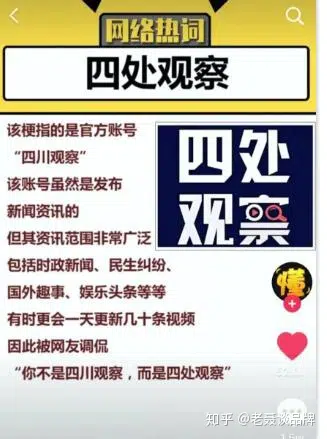 网络热词
四处观察
该梗指的是官方账号
“四川观察”
该账号虽然是发布
新闻资讯的
但其资讯范围非常广泛
包括时政新闻、民生纠纷、
国外趣事、娱乐头条等等
有时更会一天更新几十条视频
因此被网友调侃
“你不是四川观察，而是四处观察”
四处
观察
懂
知乎 @老聂谈品牌
1.5m